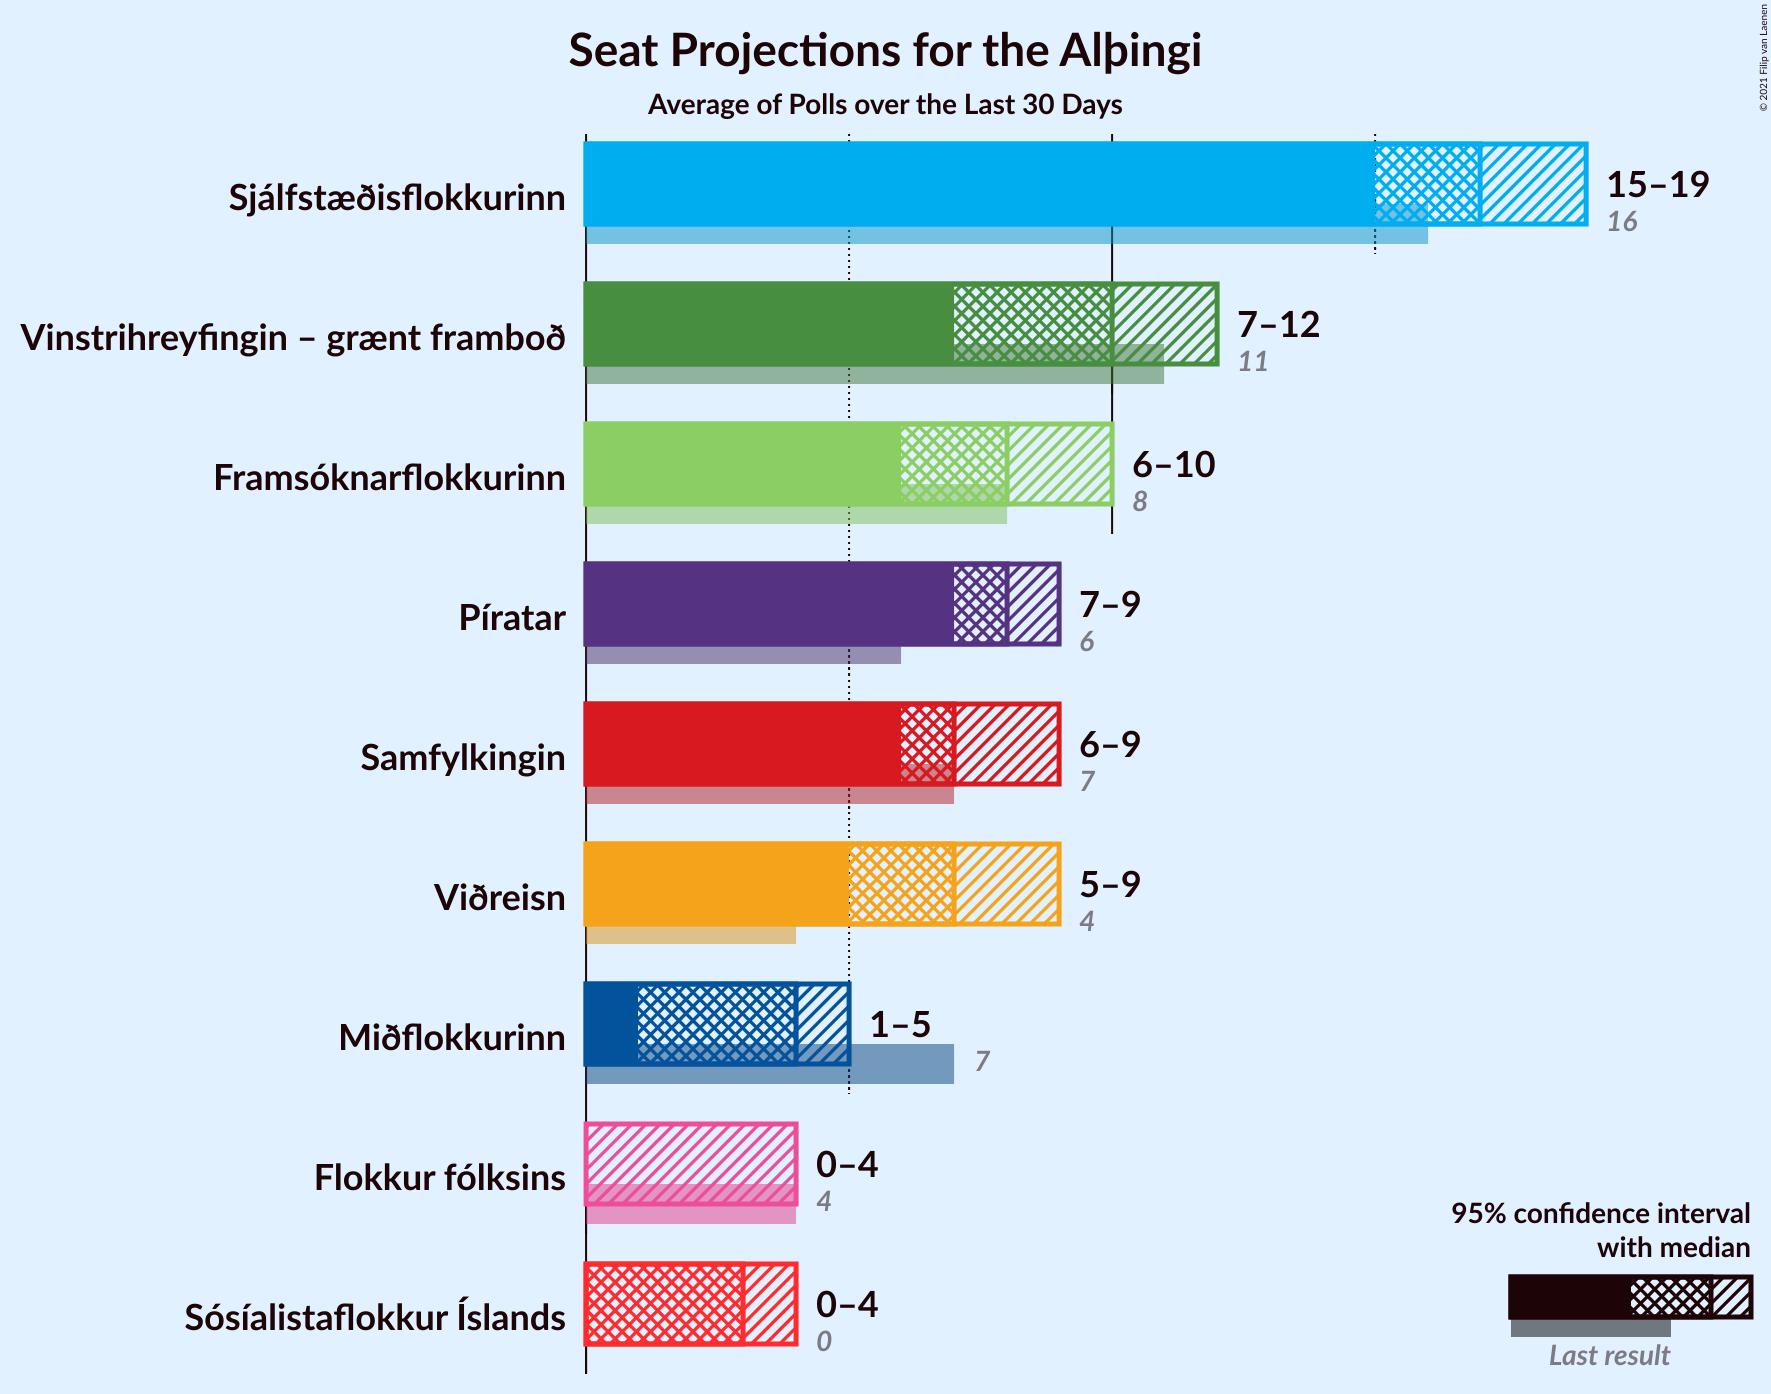 Seat Projections for the Alþingi
Average of Polls over the Last 30 Days
© 2021 Filip van Laenen
Sjálfstæðisflokkurinn
15–19
16
Vinstrihreyfingin – grænt framboð
7–12
11
Framsóknarflokkurinn
6–10
8
Píratar
7–9
6
Samfylkingin
6–9
7
Viðreisn
5–9
4
Miðflokkurinn
1–5
7
Flokkur fólksins
0–4
4
Sósíalistaflokkur Íslands
0–4
0
95% confidence interval
with median
Last result